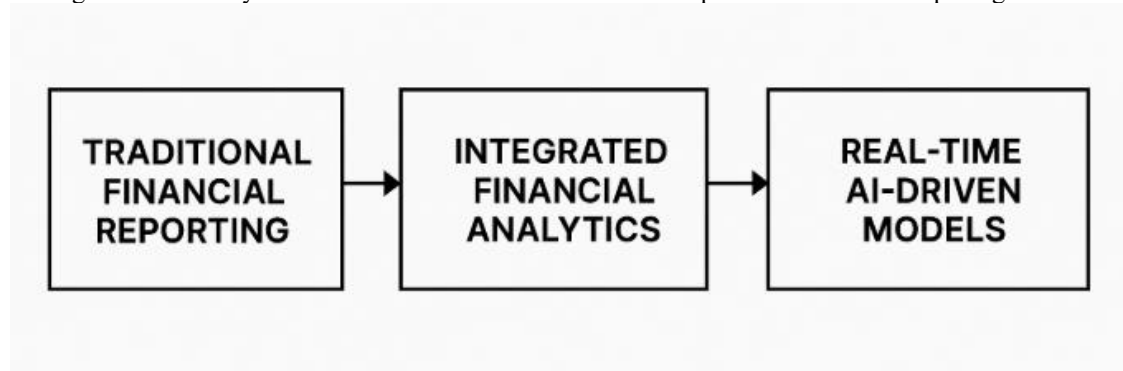 TRADITIONAL
FINANCIAL
REPORTING
INTEGRATED
FINANCIAL
ANALYTICS
REAL-TIME
AI-DRIVEN
MODELS